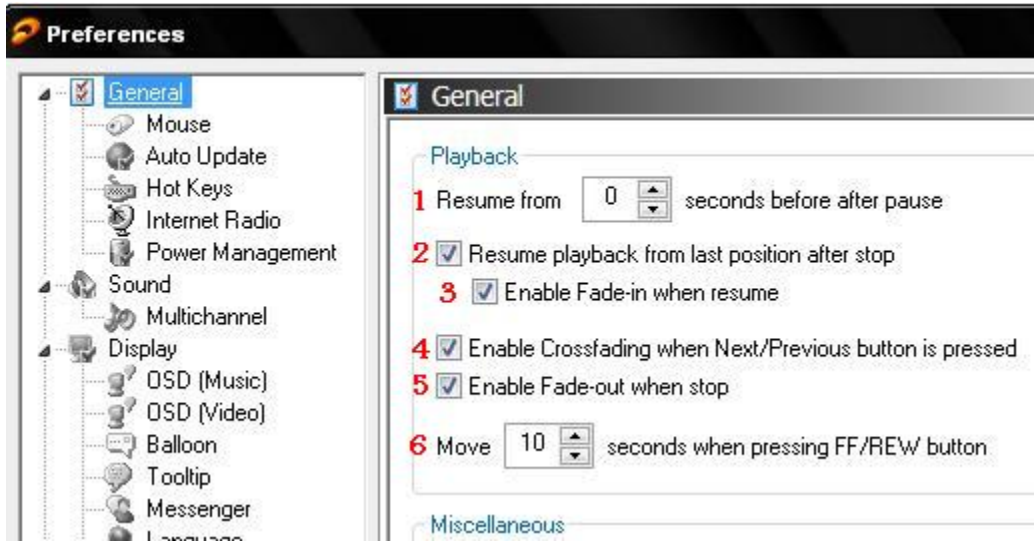 Preferences
General
Mouse
Auto Update
Hot Keys
Internet Radio
Power Management
Sound
Multichannel
Display
OSD (Music)
OSD (Video)
Balloon
Tooltip
Messenger
Language
General
Playback
1 Resume from 0 seconds before after pause
2 Resume playback from last position after stop
3 Enable Fade-in when resume
4 Enable Crossfading when Next/Previous button is pressed
5 Enable Fade-out when stop
6 Move 10 seconds when pressing FF/REW button
Miscellaneous